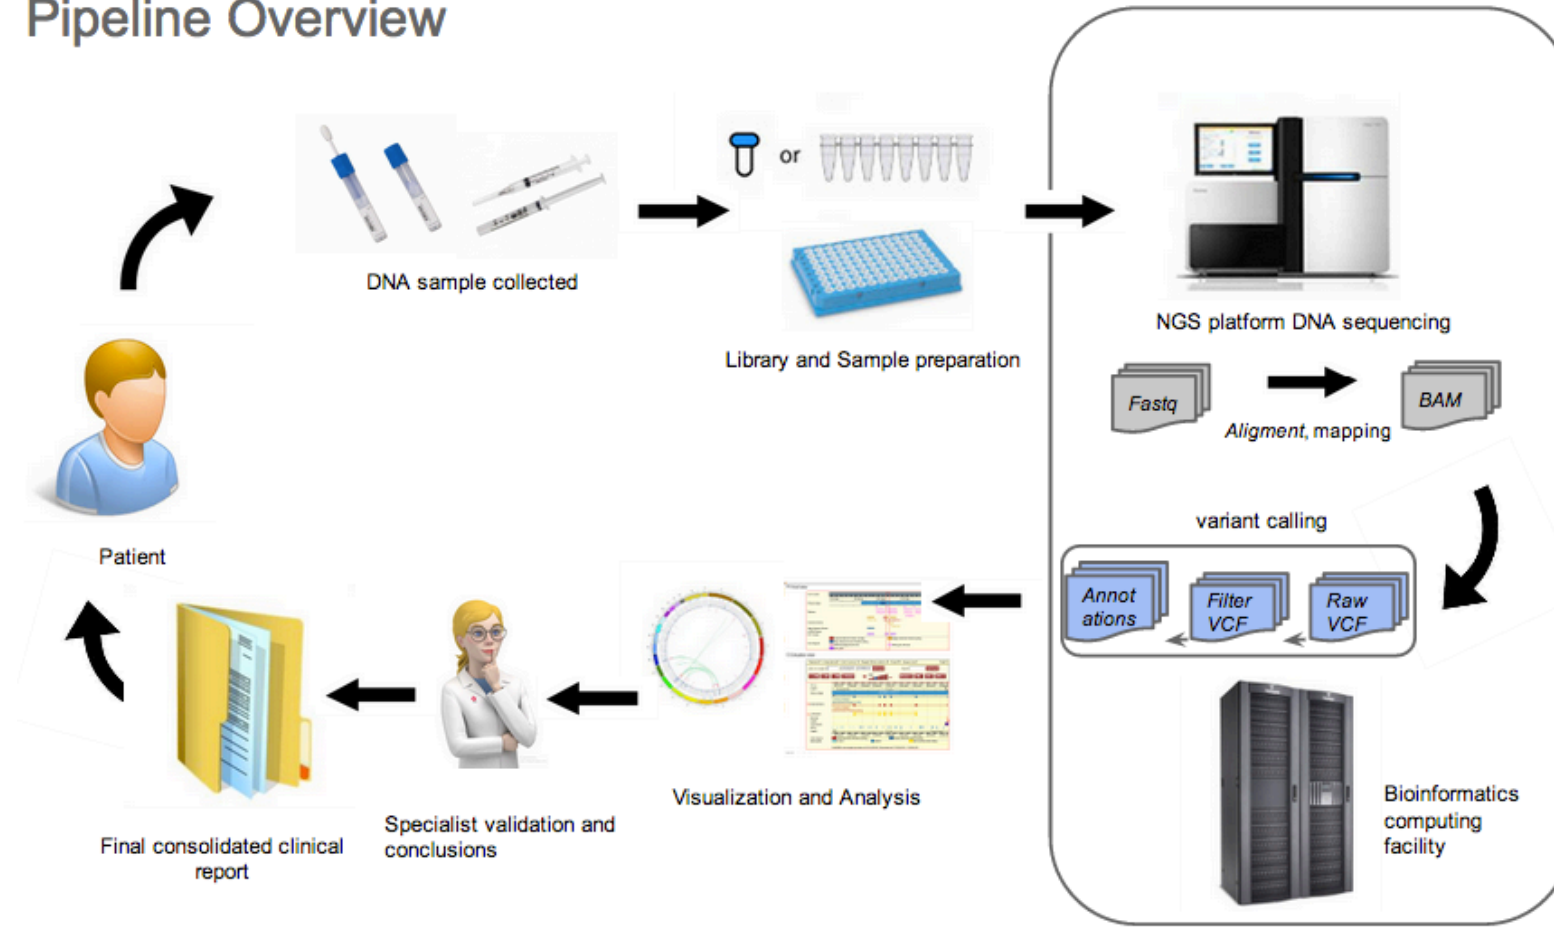 Pipeline Overview
or
DNA sample collected
Library and Sample preparation
NGS platform DNA sequencing
Fastq
BAM
Aligment, mapping
variant calling
Annot
ations
Filter
VCF
Raw
VCF
Bioinformatics
computing
facility
Visualization and Analysis
Specialist validation and
conclusions
Final consolidated clinical
report
Patient